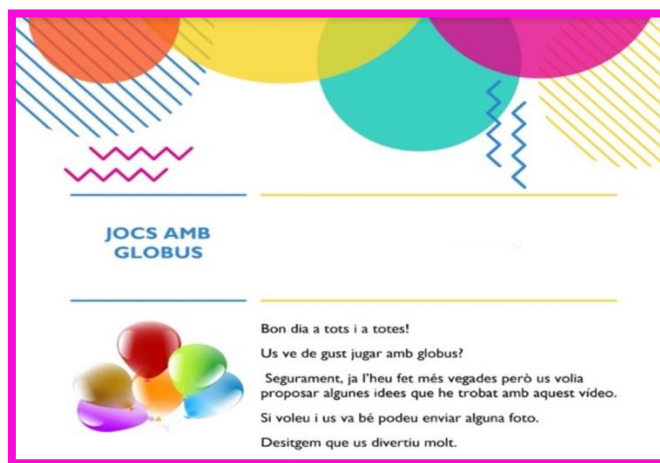 JOCS AMB
GLOBUS
Bon dia a tots i a totes!
Us ve de gust jugar amb globus?
Segurament, ja l'heu fet més vegades però us volia
proposar algunes idees que he trobat amb aquest vídeo.
Si voleu i us va bé podeu enviar alguna foto.
Desitgem que us divertiu molt.